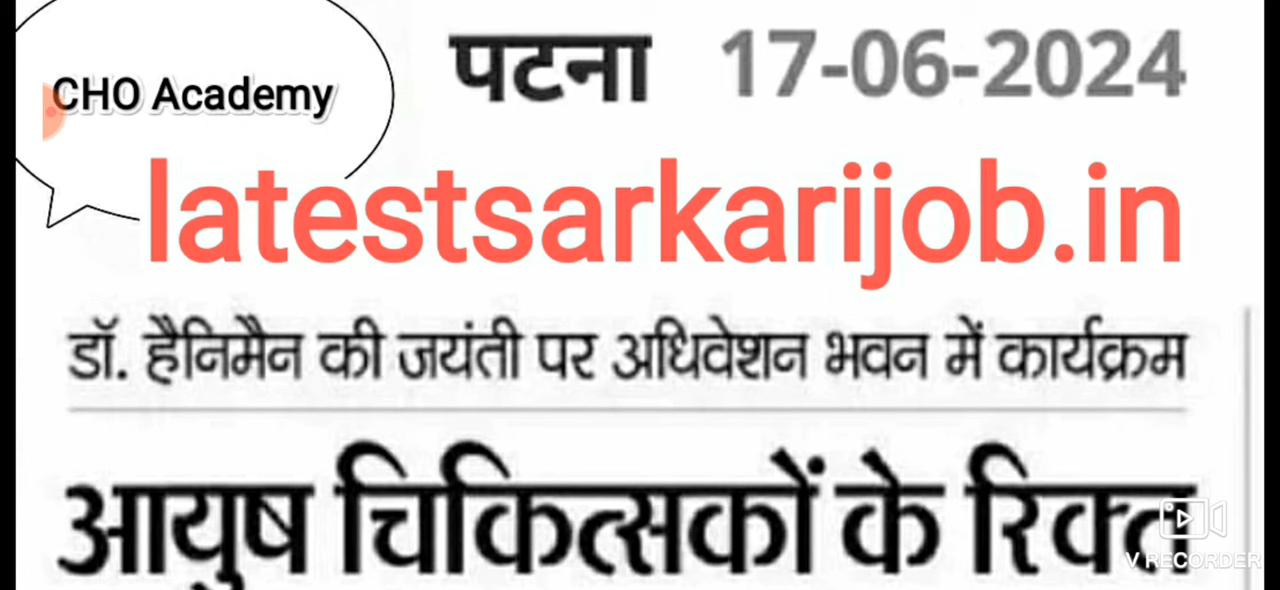 CHO Academy
पटना 17-06-2024
latestsarkarijob.in
डॉ. हैनिमैन की जयंती पर अधिवेशन भवन में कार्यक्रम
आयुष चिकित्सकों के रिक्त
V RECORDER